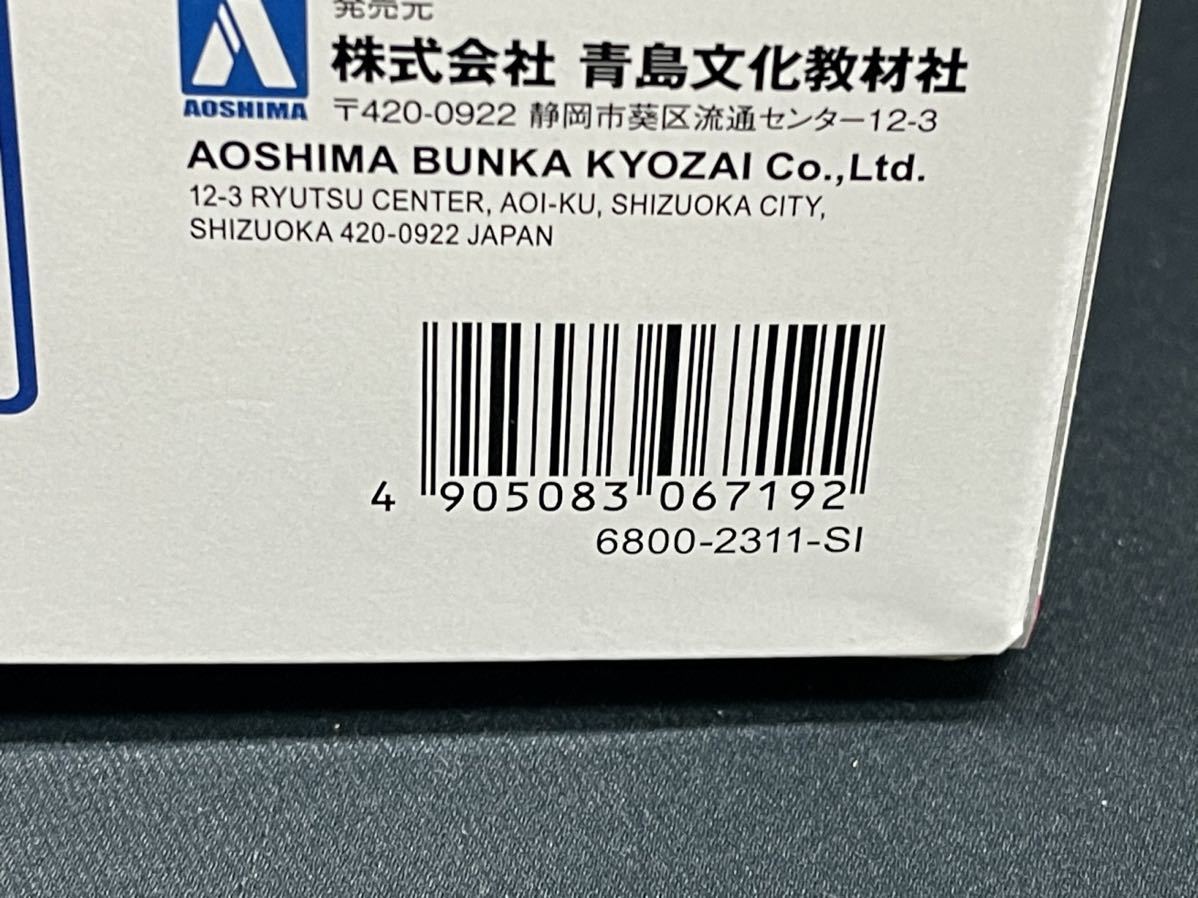 発売元
株式会社 青島文化教材社
AOSHIMA
〒420-0922 静岡市葵区流通センター12-3
AOSHIMA BUNKA KYOZAI Co.,Ltd.
12-3 RYUTSU CENTER, AOI-KU, SHIZUOKA CITY,
SHIZUOKA 420-0922 JAPAN
4 905083 067192
6800-2311-SI